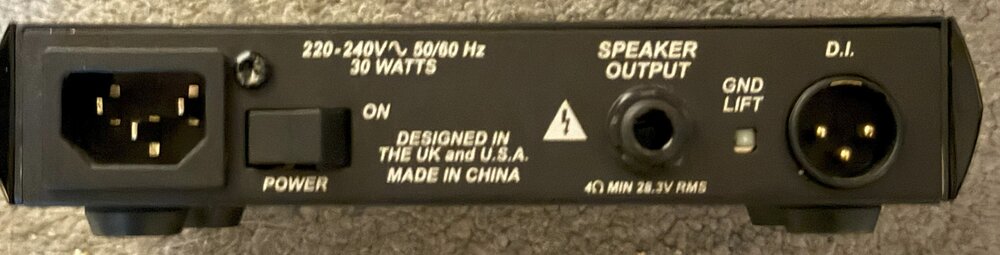 220-240V∿ 50/60 Hz
30 WATTS
ON
POWER
DESIGNED IN
THE UK and U.S.A.
MADE IN CHINA
SPEAKER
OUTPUT
4Ω MIN 28.3V RMS
GND
LIFT
D.I.